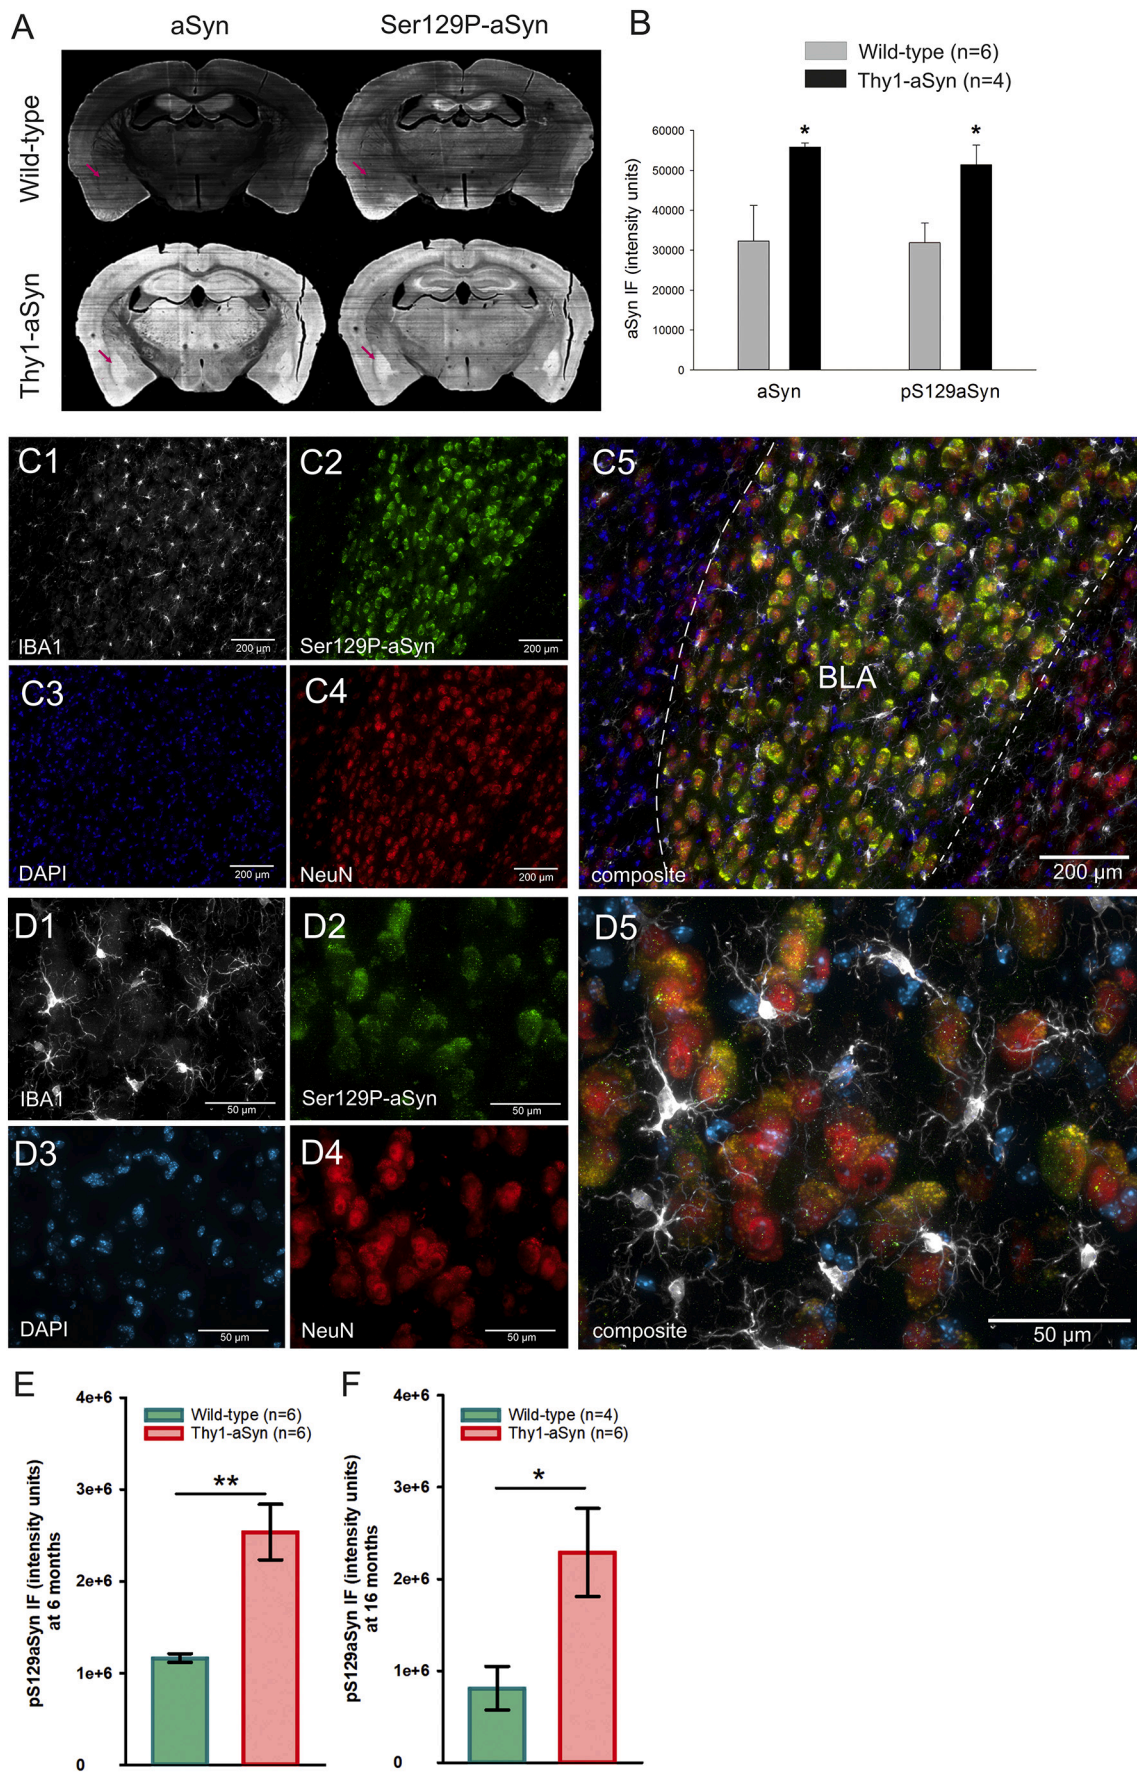 A
aSyn
Ser129P-aSyn
Wild-type
Thy1-aSyn
B
Wild-type (n=6)
Thy1-aSyn (n=4)
aSyn IF (intensity units)
60000
50000
40000
30000
20000
10000
0
*
*
aSyn
pS129aSyn
C1
IBA1
200 µm
C2
Ser129P-aSyn
200 µm
C3
DAPI
200 µm
C4
NeuN
200 µm
C5
BLA
composite
200 µm
D1
IBA1
50 µm
D2
Ser129P-aSyn
50 µm
D3
DAPI
50 µm
D4
NeuN
50 µm
D5
composite
50 µm
E
pS129aSyn IF (intensity units)
at 6 months
4e+6
3e+6
2e+6
1e+6
0
Wild-type (n=6)
Thy1-aSyn (n=6)
**
F
pS129aSyn IF (intensity units)
at 16 months
4e+6
3e+6
2e+6
1e+6
0
Wild-type (n=4)
Thy1-aSyn (n=6)
*